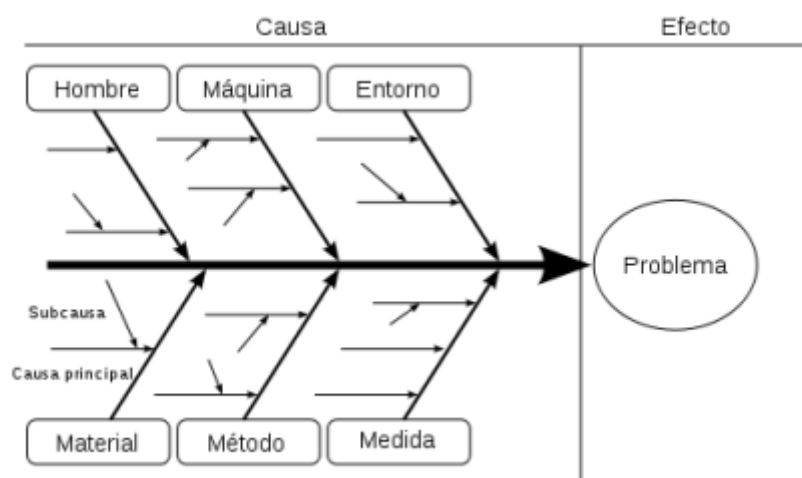 Causa
Efecto
Hombre
Máquina
Entorno
Problema
Subcausa
Causa principal
Material
Método
Medida